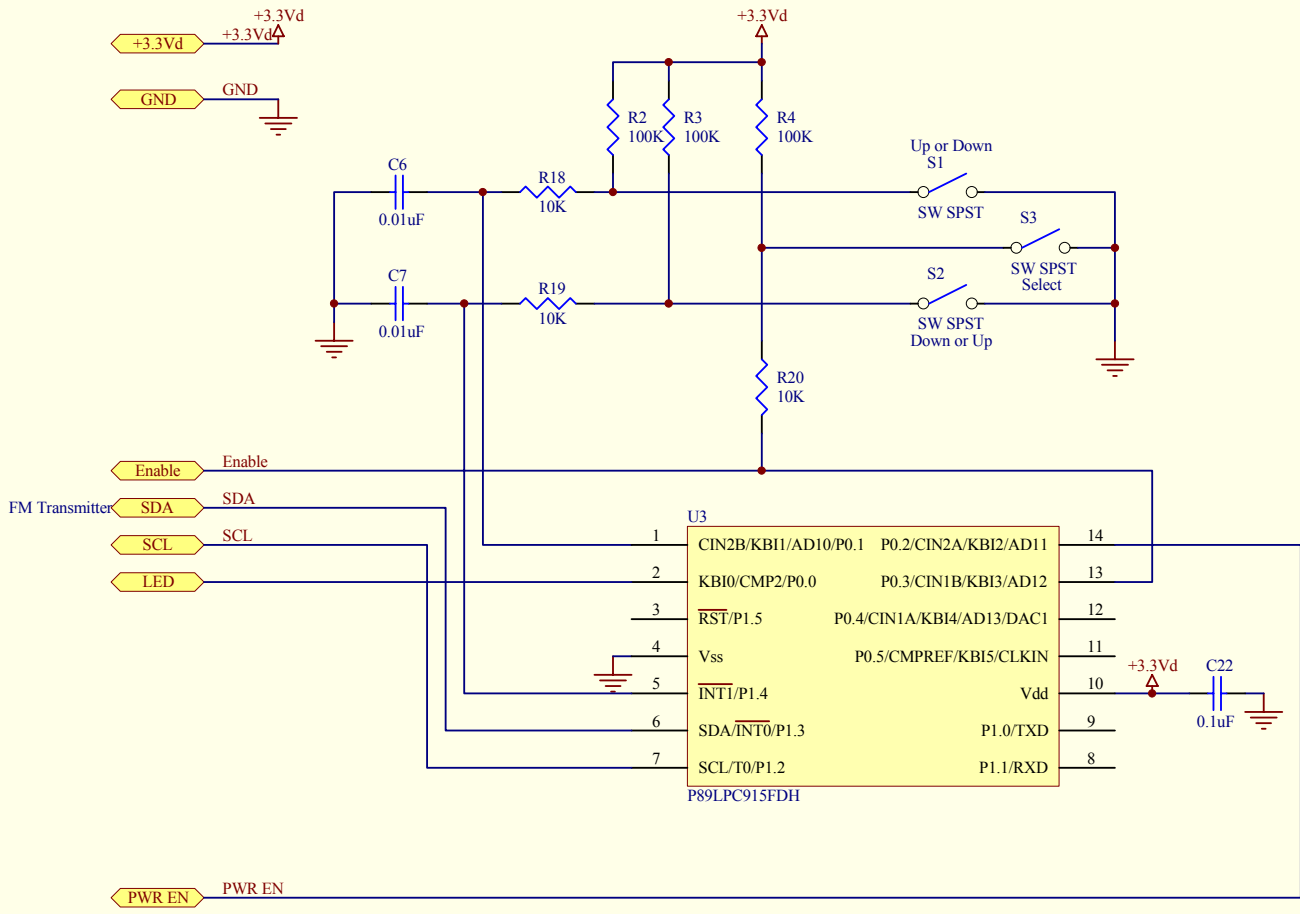 +3.3Vd
+3.3Vd
+3.3Vd
+3.3Vd
GND
GND
R2
100K
R3
100K
R4
100K
Up or Down
S1
SW SPST
C6
0.01uF
R18
10K
S3
SW SPST
Select
C7
0.01uF
R19
10K
S2
SW SPST
Down or Up
R20
10K
Enable
Enable
FM Transmitter
SDA
SDA
SCL
SCL
LED
U3
1 CIN2B/KBI1/AD10/P0.1 P0.2/CIN2A/KBI2/AD11 14
2 KBI0/CMP2/P0.0 P0.3/CIN1B/KBI3/AD12 13
3 RST/P1.5 P0.4/CIN1A/KBI4/AD13/DAC1 12
4 Vss P0.5/CMPREF/KBI5/CLKIN 11
5 INT1/P1.4 Vdd 10
6 SDA/INT0/P1.3 P1.0/TXD 9
7 SCL/T0/P1.2 P1.1/RXD 8
P89LPC915FDH
+3.3Vd
C22
0.1uF
PWR EN
PWR EN